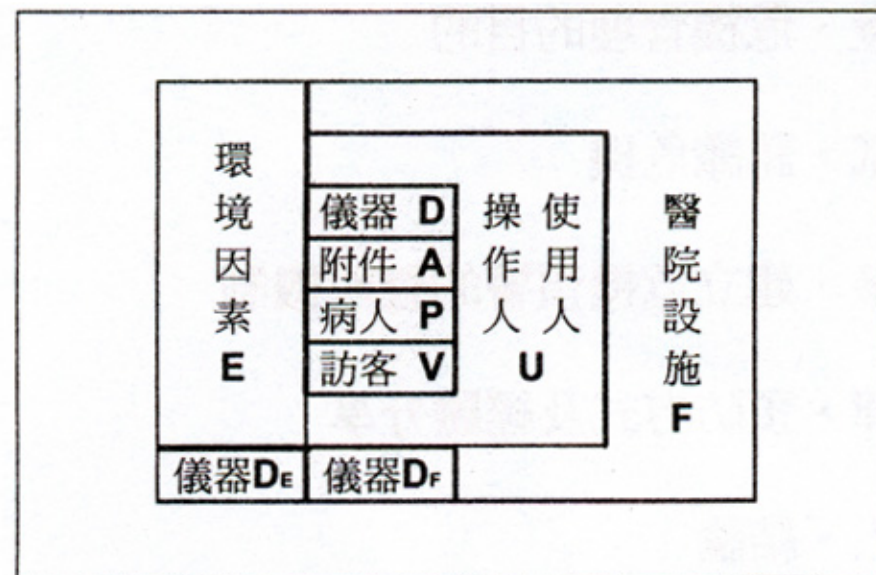 環境因素
E
儀器 D
附件 A
病人 P
訪客 V
使用人
操作人
U
醫院設施
F
儀器DE
儀器DF